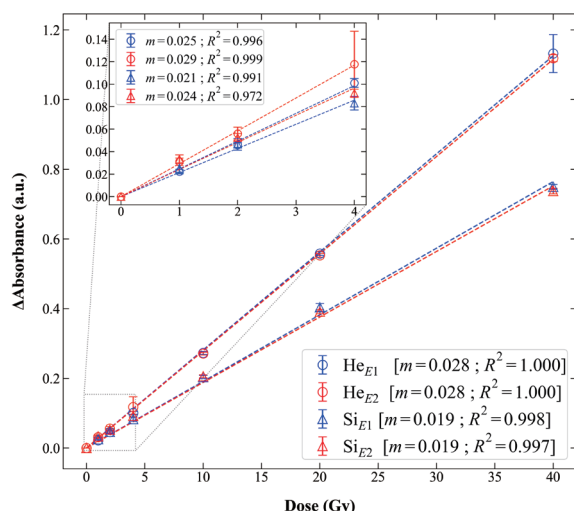 m=0.025 ; R²=0.996
m=0.029 ; R²=0.999
m=0.021 ; R²=0.991
m=0.024 ; R²=0.972
0.14
0.12
0.10
0.08
0.06
0.04
0.02
0.00
0 1 2 3 4
1.2
1.0
0.8
0.6
0.4
0.2
0.0
ΔAbsorbance (a.u.)
He_E1 [m=0.028 ; R²=1.000]
He_E2 [m=0.028 ; R²=1.000]
Si_E1 [m=0.019 ; R²=0.998]
Si_E2 [m=0.019 ; R²=0.997]
0 5 10 15 20 25 30 35 40
Dose (Gy)